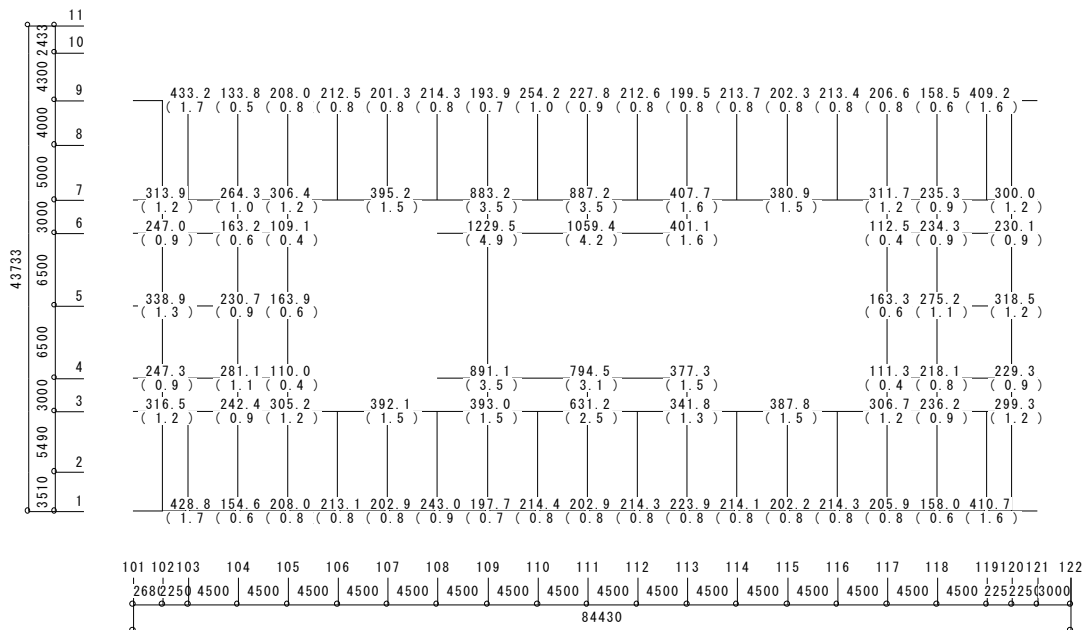 11
2433
10
4300
9
433.2 133.8 208.0 212.5 201.3 214.3 193.9 254.2 227.8 212.6 199.5 213.7 202.3 213.4 206.6 158.5 409.2
( 1.7 ) ( 0.5 ) ( 0.8 ) ( 0.8 ) ( 0.8 ) ( 0.8 ) ( 0.7 ) ( 1.0 ) ( 0.9 ) ( 0.8 ) ( 0.8 ) ( 0.8 ) ( 0.8 ) ( 0.8 ) ( 0.8 ) ( 0.6 ) ( 1.6 )
4000
8
5000
7
313.9 264.3 306.4 395.2 883.2 887.2 407.7 380.9 311.7 235.3 300.0
( 1.2 ) ( 1.0 ) ( 1.2 ) ( 1.5 ) ( 3.5 ) ( 3.5 ) ( 1.6 ) ( 1.5 ) ( 1.2 ) ( 0.9 ) ( 1.2 )
3000
6
247.0 163.2 109.1 1229.5 1059.4 401.1 112.5 234.3 230.1
( 0.9 ) ( 0.6 ) ( 0.4 ) ( 4.9 ) ( 4.2 ) ( 1.6 ) ( 0.4 ) ( 0.9 ) ( 0.9 )
43733
6500
5
338.9 230.7 163.9 163.3 275.2 318.5
( 1.3 ) ( 0.9 ) ( 0.6 ) ( 0.6 ) ( 1.1 ) ( 1.2 )
6500
4
247.3 281.1 110.0 891.1 794.5 377.3 111.3 218.1 229.3
( 0.9 ) ( 1.1 ) ( 0.4 ) ( 3.5 ) ( 3.1 ) ( 1.5 ) ( 0.4 ) ( 0.8 ) ( 0.9 )
3000
3
316.5 242.4 305.2 392.1 393.0 631.2 341.8 387.8 306.7 236.2 299.3
( 1.2 ) ( 0.9 ) ( 1.2 ) ( 1.5 ) ( 1.5 ) ( 2.5 ) ( 1.3 ) ( 1.5 ) ( 1.2 ) ( 0.9 ) ( 1.2 )
5490
2
3510
1
428.8 154.6 208.0 213.1 202.9 243.0 197.7 214.4 202.9 214.3 223.9 214.1 202.2 214.3 205.9 158.0 410.7
( 1.7 ) ( 0.6 ) ( 0.8 ) ( 0.8 ) ( 0.8 ) ( 0.9 ) ( 0.7 ) ( 0.8 ) ( 0.8 ) ( 0.8 ) ( 0.8 ) ( 0.8 ) ( 0.8 ) ( 0.8 ) ( 0.8 ) ( 0.6 ) ( 1.6 )
101 102 103 104 105 106 107 108 109 110 111 112 113 114 115 116 117 118 119 120 121 122
2680 2250 4500 4500 4500 4500 4500 4500 4500 4500 4500 4500 4500 4500 4500 4500 4500 4500 2250 2250 3000
84430